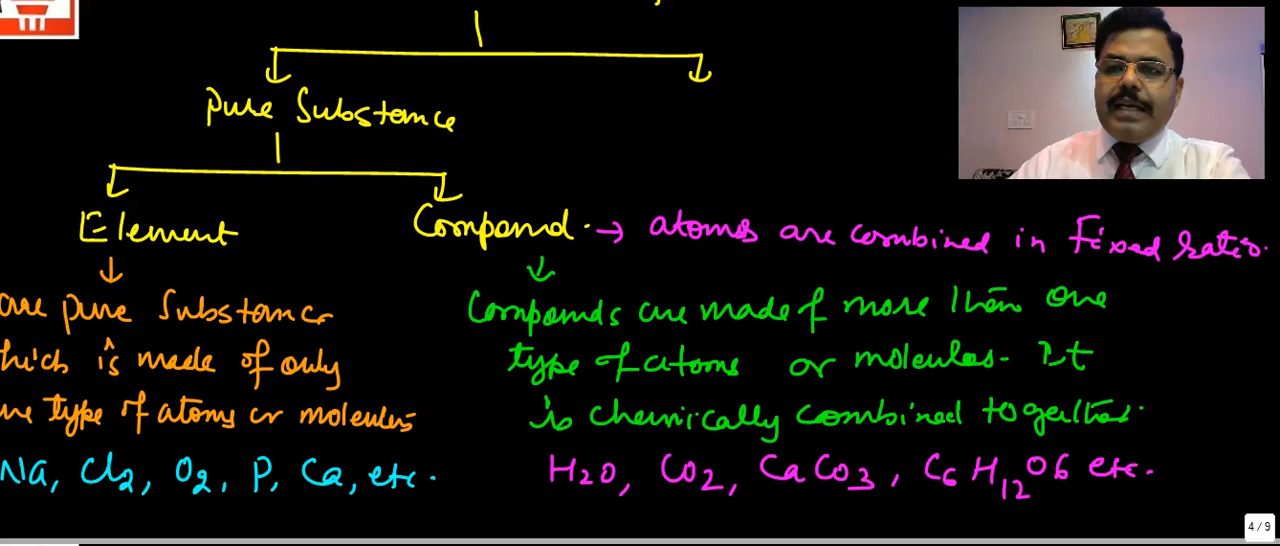 Pure Substance
Element
Compound. → atoms are combined in Fixed ratio.
are pure Substance
which is made of only
one type of atoms or molecules
Na, Cl2, O2, P, Ca, etc.
Compounds are made of more than one
type of atoms or molecules. It
is chemically combined together.
H2O, CO2, CaCO3, C6H12O6 etc.
4 / 9